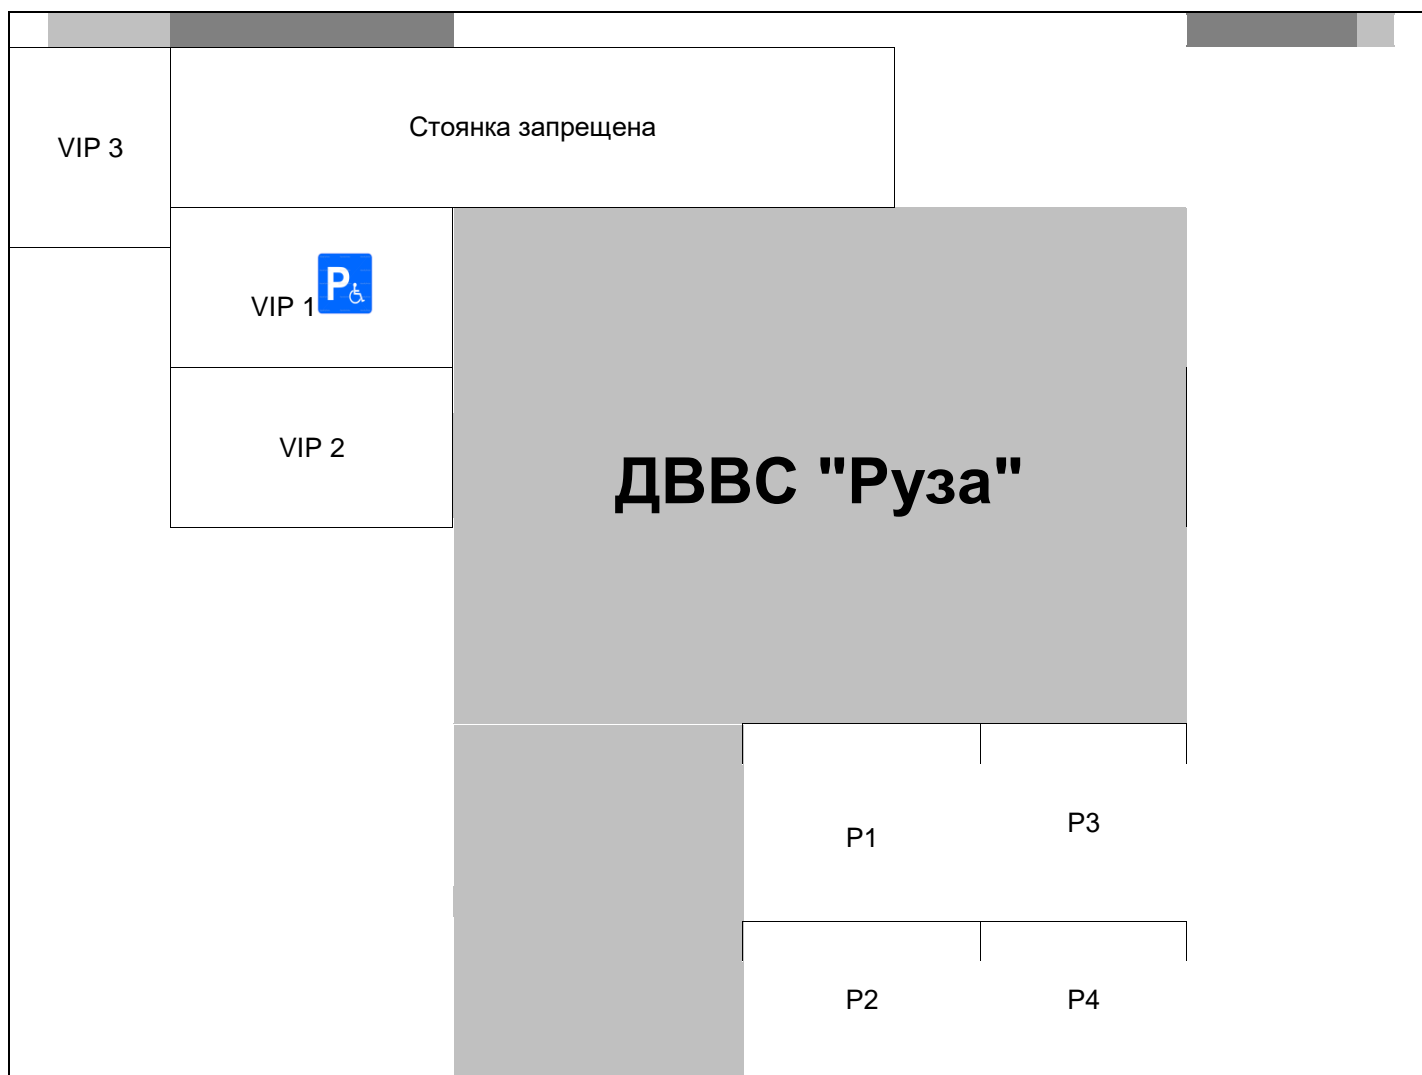 Стоянка запрещена
VIP 3
VIP 1 P
VIP 2
ДВВС "Руза"
P1
P3
P2
P4